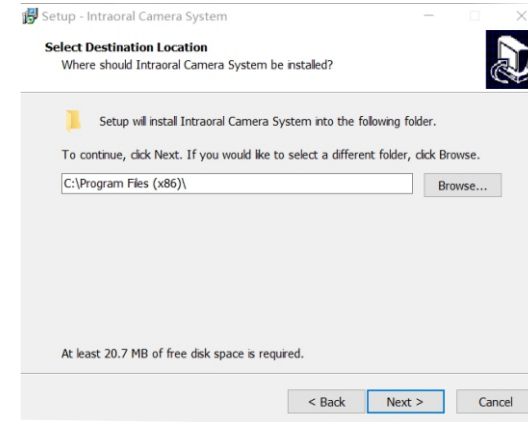 Setup - Intraoral Camera System
Select Destination Location
Where should Intraoral Camera System be installed?
Setup will install Intraoral Camera System into the following folder.
To continue, click Next. If you would like to select a different folder, click Browse.
C:\Program Files (x86)\
Browse...
At least 20.7 MB of free disk space is required.
< Back Next > Cancel